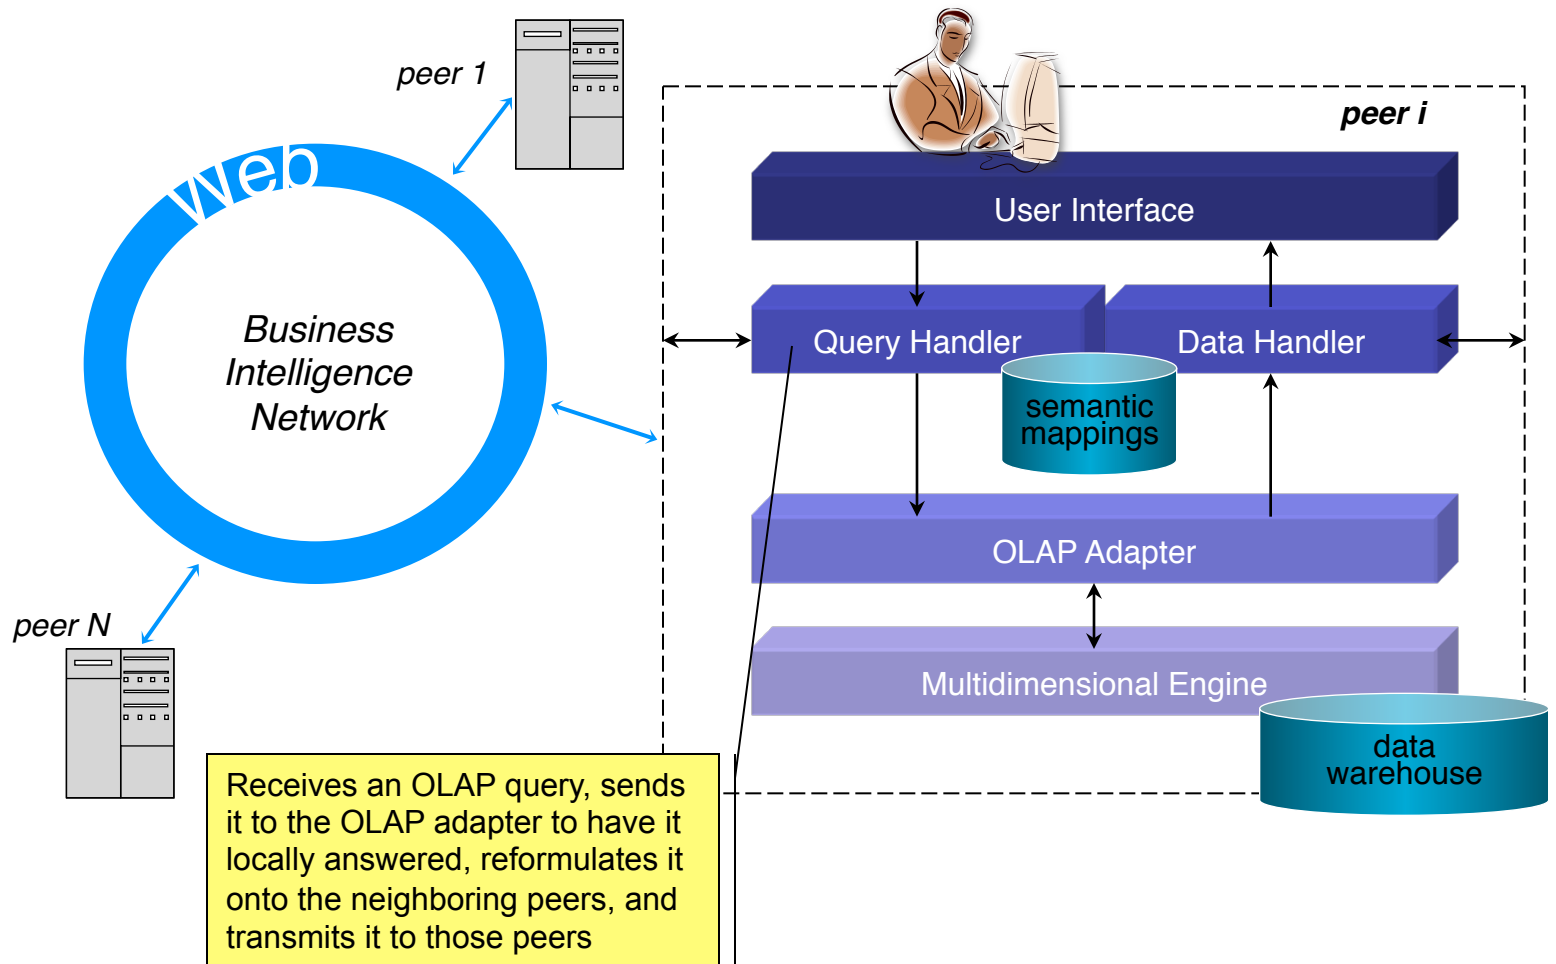 peer 1
Web
Business
Intelligence
Network
peer N
peer i
User Interface
Query Handler
Data Handler
semantic
mappings
OLAP Adapter
Multidimensional Engine
data
warehouse
Receives an OLAP query, sends
it to the OLAP adapter to have it
locally answered, reformulates it
onto the neighboring peers, and
transmits it to those peers